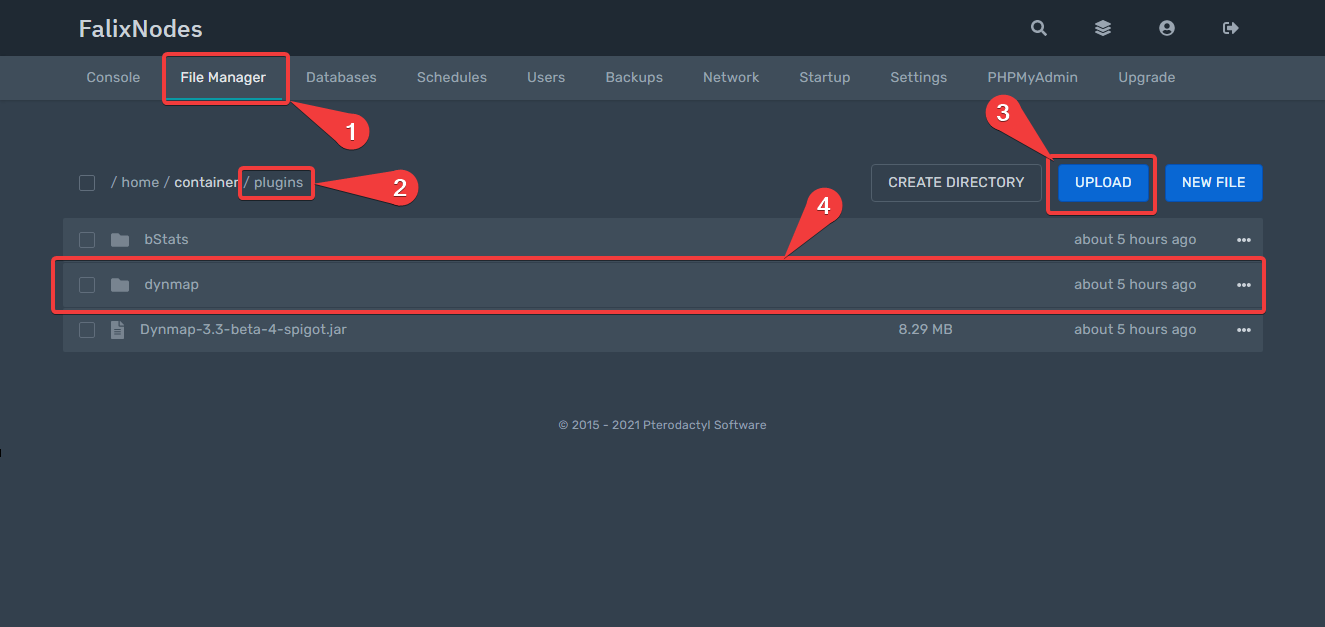 FalixNodes
Console File Manager Databases Schedules Users Backups Network Startup Settings PHPMyAdmin Upgrade
1
3
/ home / container / plugins
2
CREATE DIRECTORY UPLOAD NEW FILE
4
bStats about 5 hours ago
dynmap about 5 hours ago
Dynmap-3.3-beta-4-spigot.jar 8.29 MB about 5 hours ago
© 2015 - 2021 Pterodactyl Software